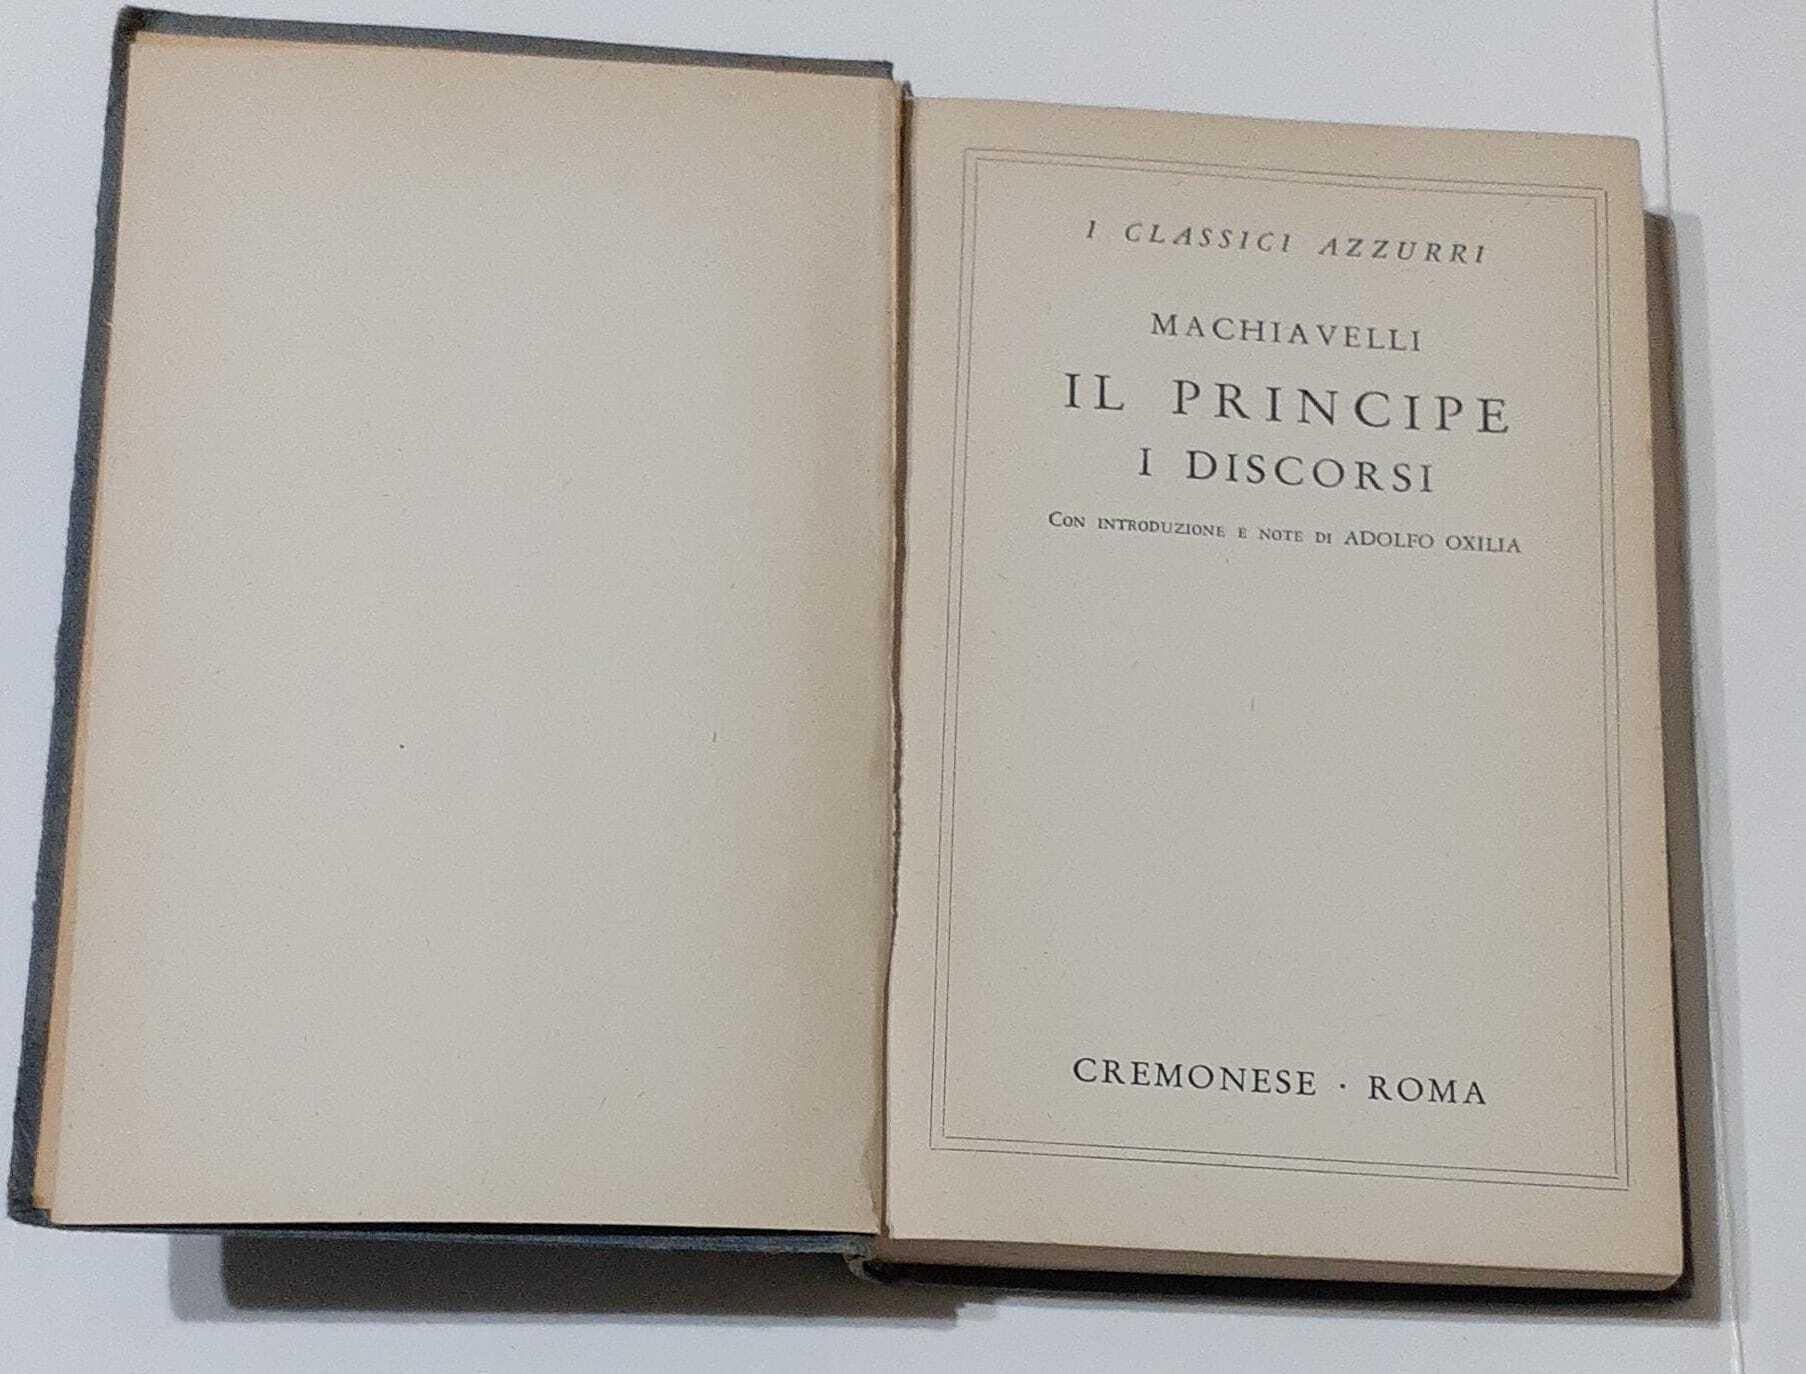 I CLASSICI AZZURRI
MACHIAVELLI
IL PRINCIPE
I DISCORSI
CON INTRODUZIONE E NOTE DI ADOLFO OXILIA
CREMONESE · ROMA